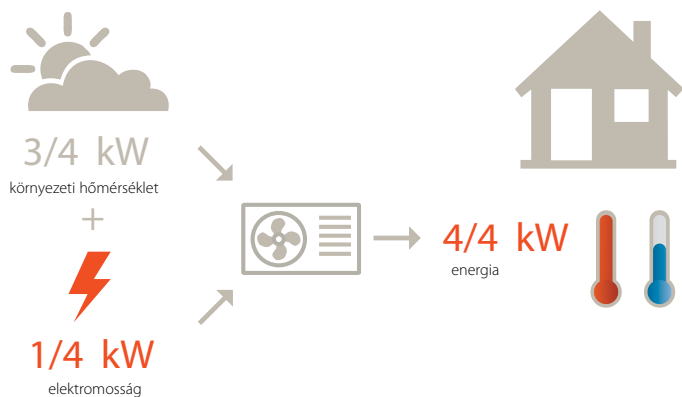 3/4 kW
környezeti hőmérséklet
+
1/4 kW
elektromosság
4/4 kW
energia